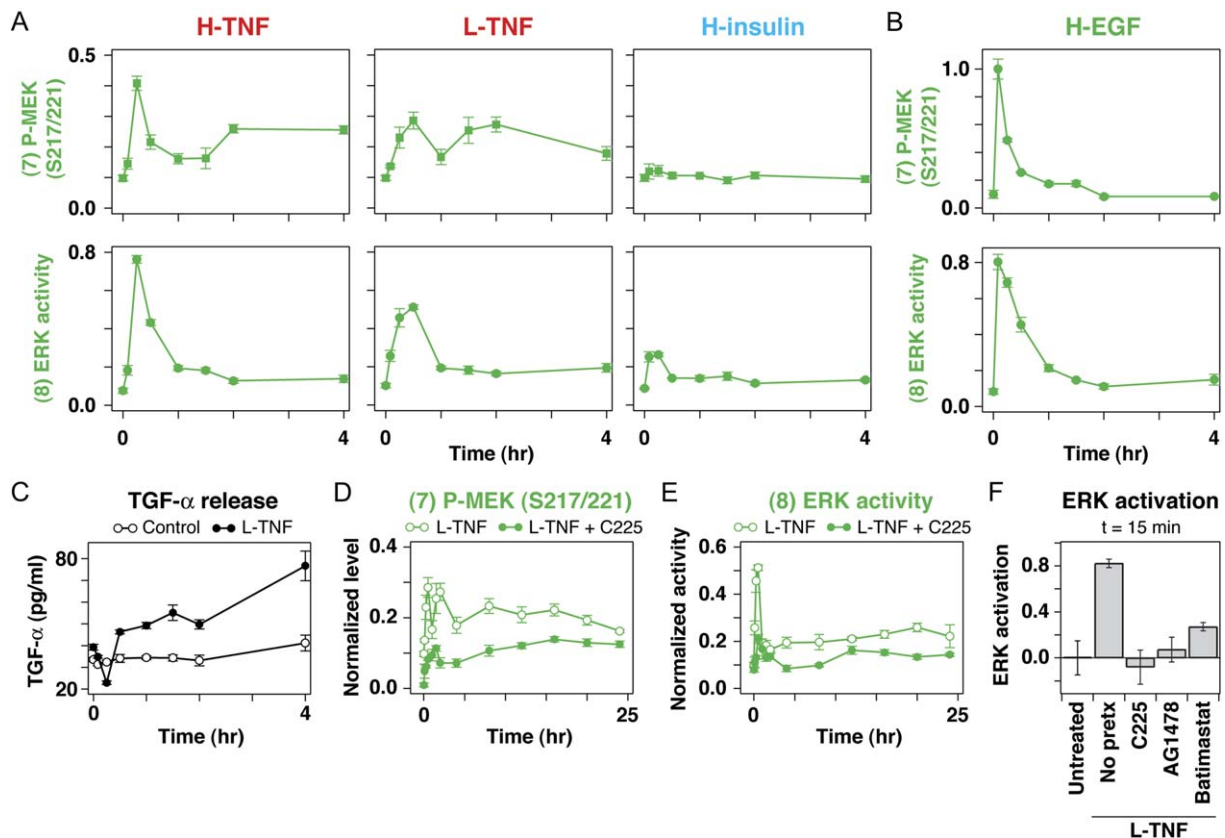 A
H-TNF
L-TNF
H-insulin
B
H-EGF
(7) P-MEK
(S217/221)
0.5
0.0
(7) P-MEK
(S217/221)
1.0
0.0
(8) ERK activity
0.8
0.0
(8) ERK activity
0.8
0.0
0 4
Time (hr)
0 4
Time (hr)
0 4
Time (hr)
C
TGF-α release
Control L-TNF
TGF-α (pg/ml)
80
20
0 4
Time (hr)
D
(7) P-MEK (S217/221)
L-TNF L-TNF + C225
Normalized level
0.4
0.2
0.0
0 25
Time (hr)
E
(8) ERK activity
L-TNF L-TNF + C225
Normalized activity
0.6
0.4
0.2
0.0
0 25
Time (hr)
F
ERK activation
t = 15 min
ERK activation
0.8
0.4
0.0
Untreated
No pretx
C225
AG1478
Batimastat
L-TNF